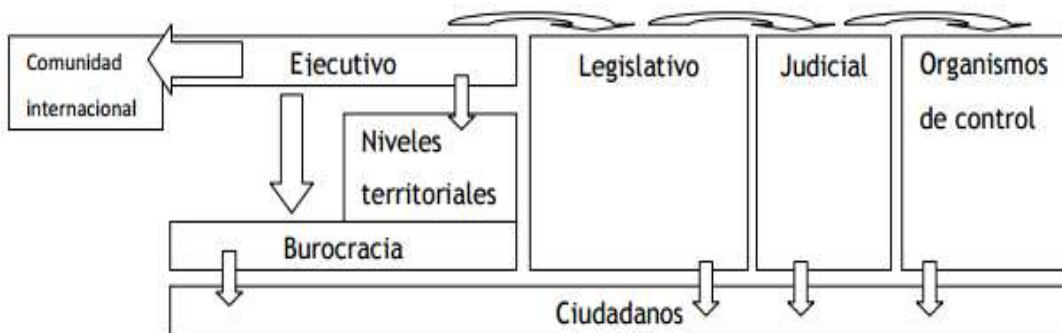 Comunidad
internacional
Ejecutivo
Niveles
territoriales
Burocracia
Legislativo
Judicial
Organismos
de control
Ciudadanos